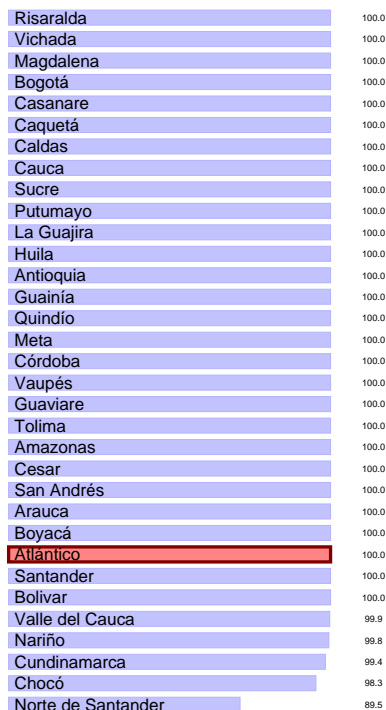 Risaralda 100.0
Vichada 100.0
Magdalena 100.0
Bogotá 100.0
Casanare 100.0
Caquetá 100.0
Caldas 100.0
Cauca 100.0
Sucre 100.0
Putumayo 100.0
La Guajira 100.0
Huila 100.0
Antioquia 100.0
Guainía 100.0
Quindío 100.0
Meta 100.0
Córdoba 100.0
Vaupés 100.0
Guaviare 100.0
Tolima 100.0
Amazonas 100.0
Cesar 100.0
San Andrés 100.0
Arauca 100.0
Boyacá 100.0
Atlántico 100.0
Santander 100.0
Bolivar 100.0
Valle del Cauca 99.9
Nariño 99.8
Cundinamarca 99.4
Chocó 98.3
Norte de Santander 89.5